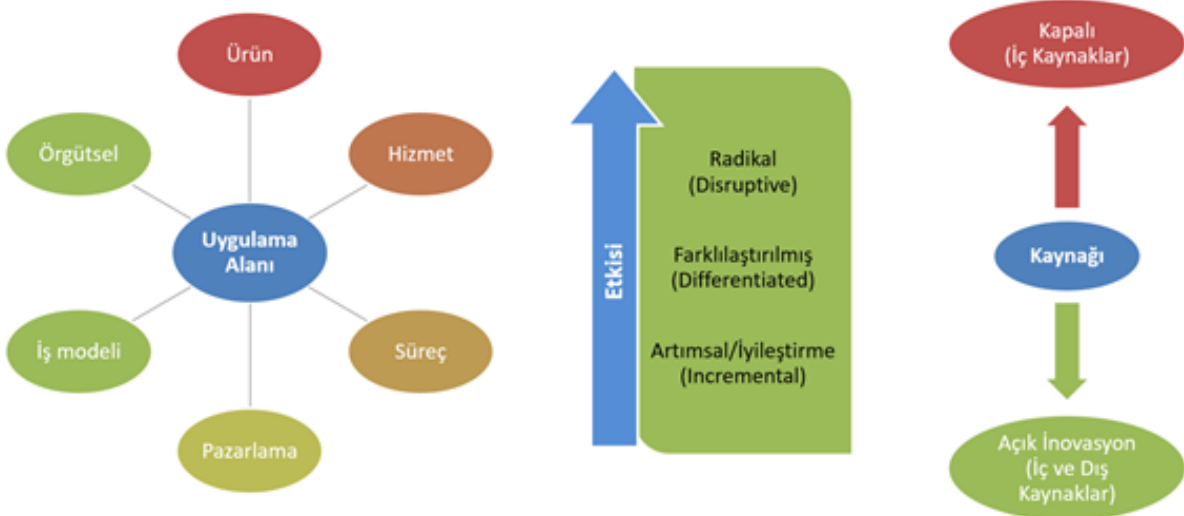 Ürün
Örgütsel
Hizmet
Uygulama
Alanı
İş modeli
Süreç
Pazarlama
Etkisi
Radikal
(Disruptive)
Farklılaştırılmış
(Differentiated)
Artımsal/İyileştirme
(Incremental)
Kapalı
(İç Kaynaklar)
Kaynağı
Açık İnovasyon
(İç ve Dış
Kaynaklar)